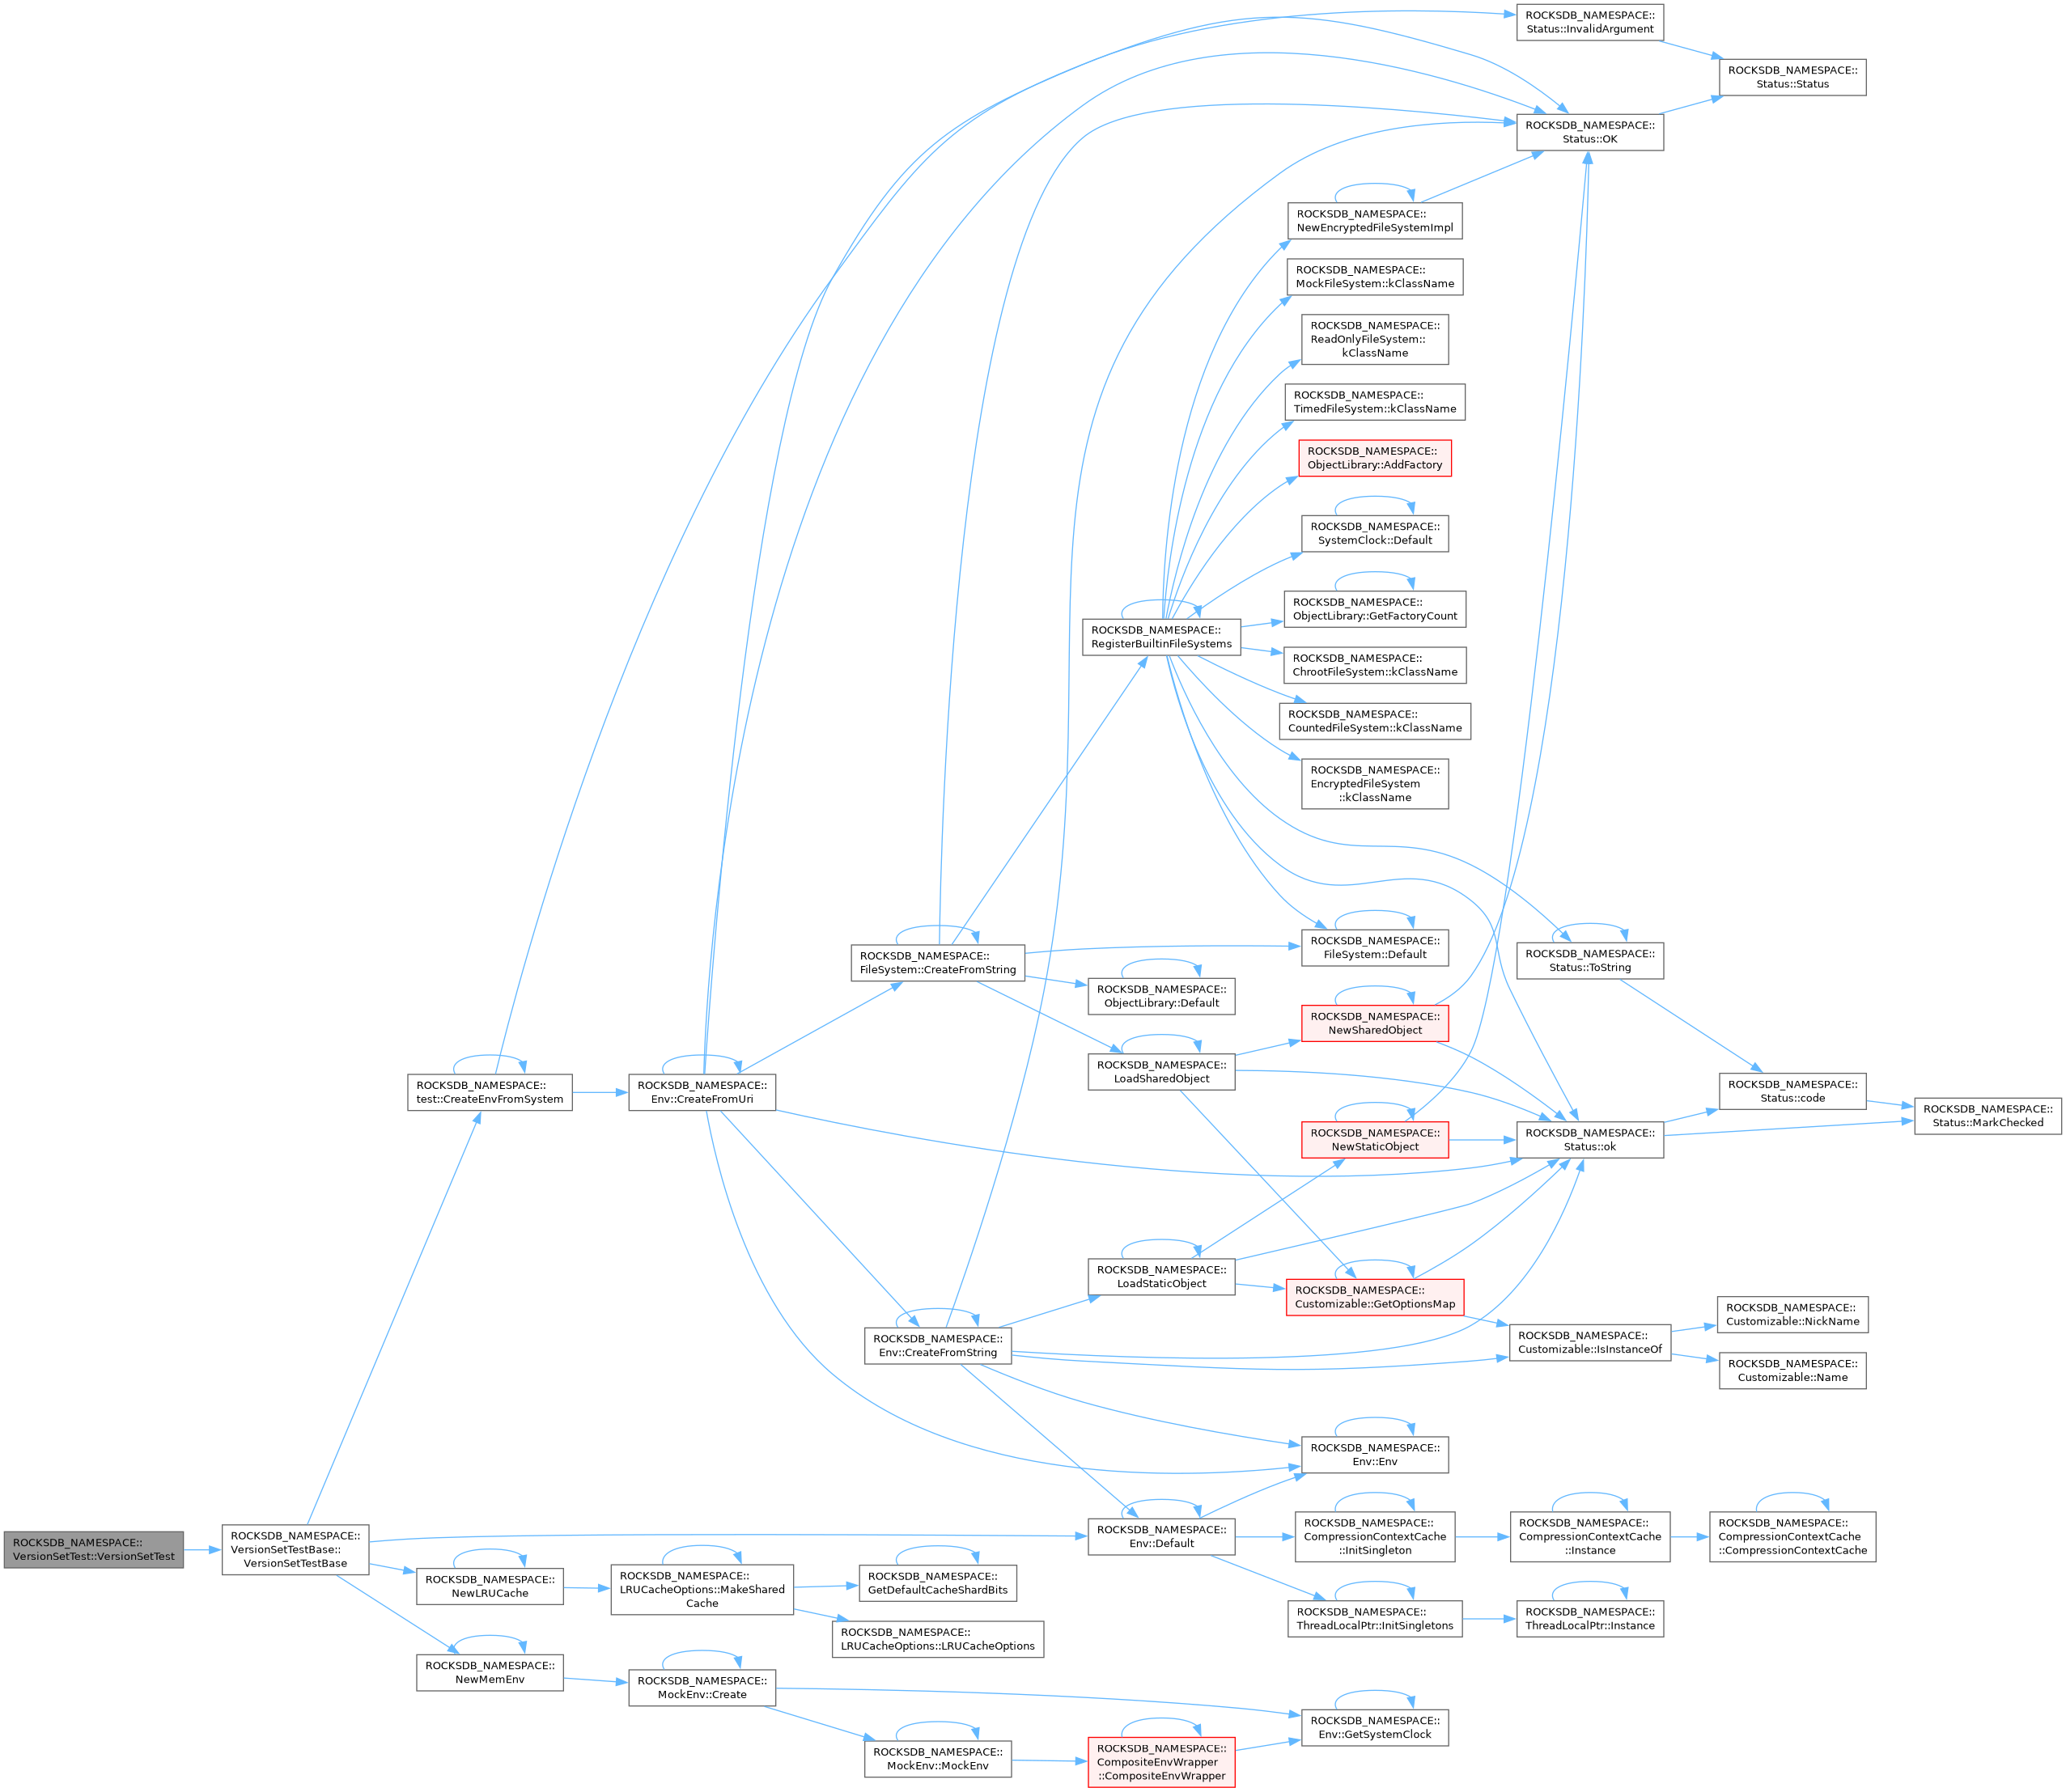 ROCKSDB_NAMESPACE::
VersionSetTest::VersionSetTest
ROCKSDB_NAMESPACE::
VersionSetTestBase::
VersionSetTestBase
ROCKSDB_NAMESPACE::
test::CreateEnvFromSystem
ROCKSDB_NAMESPACE::
NewLRUCache
ROCKSDB_NAMESPACE::
NewMemEnv
ROCKSDB_NAMESPACE::
Env::CreateFromUri
ROCKSDB_NAMESPACE::
LRUCacheOptions::MakeShared
Cache
ROCKSDB_NAMESPACE::
MockEnv::Create
ROCKSDB_NAMESPACE::
FileSystem::CreateFromString
ROCKSDB_NAMESPACE::
Env::CreateFromString
ROCKSDB_NAMESPACE::
GetDefaultCacheShardBits
ROCKSDB_NAMESPACE::
LRUCacheOptions::LRUCacheOptions
ROCKSDB_NAMESPACE::
MockEnv::MockEnv
ROCKSDB_NAMESPACE::
RegisterBuiltinFileSystems
ROCKSDB_NAMESPACE::
ObjectLibrary::Default
ROCKSDB_NAMESPACE::
LoadSharedObject
ROCKSDB_NAMESPACE::
LoadStaticObject
ROCKSDB_NAMESPACE::
Env::Default
ROCKSDB_NAMESPACE::
CompositeEnvWrapper
::CompositeEnvWrapper
ROCKSDB_NAMESPACE::
NewEncryptedFileSystemImpl
ROCKSDB_NAMESPACE::
MockFileSystem::kClassName
ROCKSDB_NAMESPACE::
ReadOnlyFileSystem::
kClassName
ROCKSDB_NAMESPACE::
TimedFileSystem::kClassName
ROCKSDB_NAMESPACE::
ObjectLibrary::AddFactory
ROCKSDB_NAMESPACE::
SystemClock::Default
ROCKSDB_NAMESPACE::
ObjectLibrary::GetFactoryCount
ROCKSDB_NAMESPACE::
ChrootFileSystem::kClassName
ROCKSDB_NAMESPACE::
CountedFileSystem::kClassName
ROCKSDB_NAMESPACE::
EncryptedFileSystem
::kClassName
ROCKSDB_NAMESPACE::
FileSystem::Default
ROCKSDB_NAMESPACE::
NewSharedObject
ROCKSDB_NAMESPACE::
NewStaticObject
ROCKSDB_NAMESPACE::
Customizable::GetOptionsMap
ROCKSDB_NAMESPACE::
Env::Env
ROCKSDB_NAMESPACE::
CompressionContextCache
::InitSingleton
ROCKSDB_NAMESPACE::
ThreadLocalPtr::InitSingletons
ROCKSDB_NAMESPACE::
Env::GetSystemClock
ROCKSDB_NAMESPACE::
Status::InvalidArgument
ROCKSDB_NAMESPACE::
Status::OK
ROCKSDB_NAMESPACE::
Status::ToString
ROCKSDB_NAMESPACE::
Status::ok
ROCKSDB_NAMESPACE::
Customizable::IsInstanceOf
ROCKSDB_NAMESPACE::
CompressionContextCache
::Instance
ROCKSDB_NAMESPACE::
ThreadLocalPtr::Instance
ROCKSDB_NAMESPACE::
Status::Status
ROCKSDB_NAMESPACE::
Status::code
ROCKSDB_NAMESPACE::
Customizable::NickName
ROCKSDB_NAMESPACE::
Customizable::Name
ROCKSDB_NAMESPACE::
CompressionContextCache
::CompressionContextCache
ROCKSDB_NAMESPACE::
Status::MarkChecked